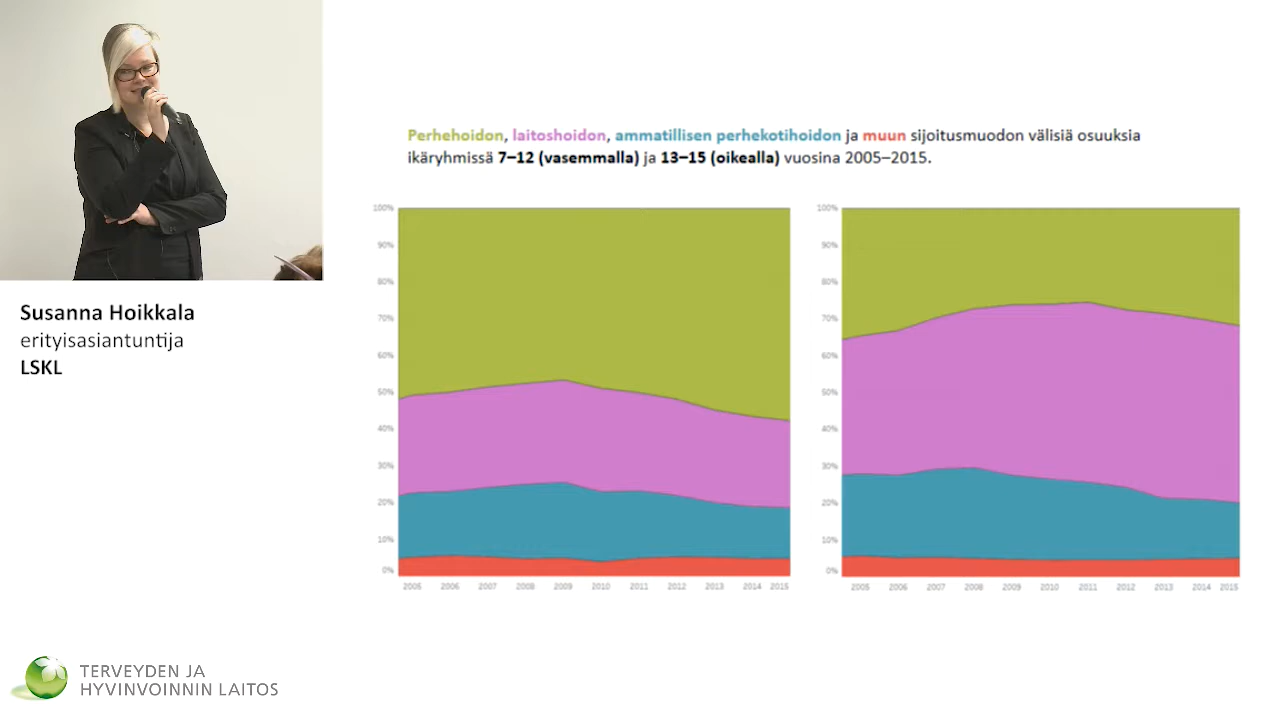 Perhehoidon, laitoshoidon, ammatillisen perhekotihoidon ja muun sijoitusmuodon välisiä osuuksia
ikäryhmissä 7–12 (vasemmalla) ja 13–15 (oikealla) vuosina 2005–2015.
100%
90%
80%
70%
60%
50%
40%
30%
20%
10%
0%
2005 2006 2007 2008 2009 2010 2011 2012 2013 2014 2015
100%
90%
80%
70%
60%
50%
40%
30%
20%
10%
0%
2005 2006 2007 2008 2009 2010 2011 2012 2013 2014 2015
Susanna Hoikkala
erityisasiantuntija
LSKL
TERVEYDEN JA
HYVINVOINNIN LAITOS